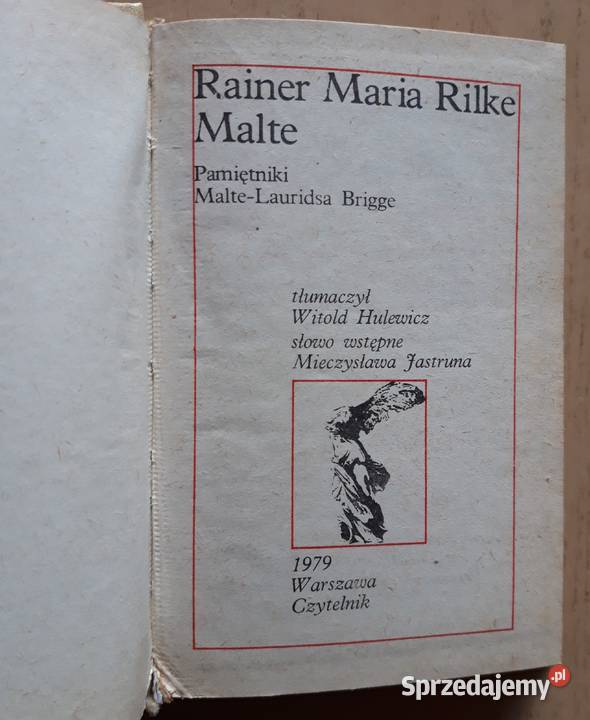 Rainer Maria Rilke
Malte
Pamiętniki
Malte-Lauridsa Brigge
tłumaczył
Witold Hulewicz
słowo wstępne
Mieczysława Jastruna
1979
Warszawa
Czytelnik
Sprzedajemy.pl